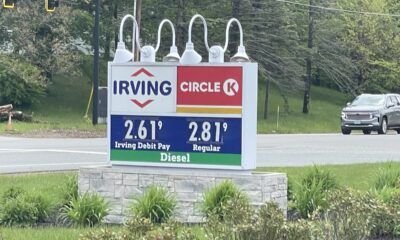 IRVING
CIRCLE K
2.61⁹ 2.81⁹
Irving Debit Pay Regular
Diesel